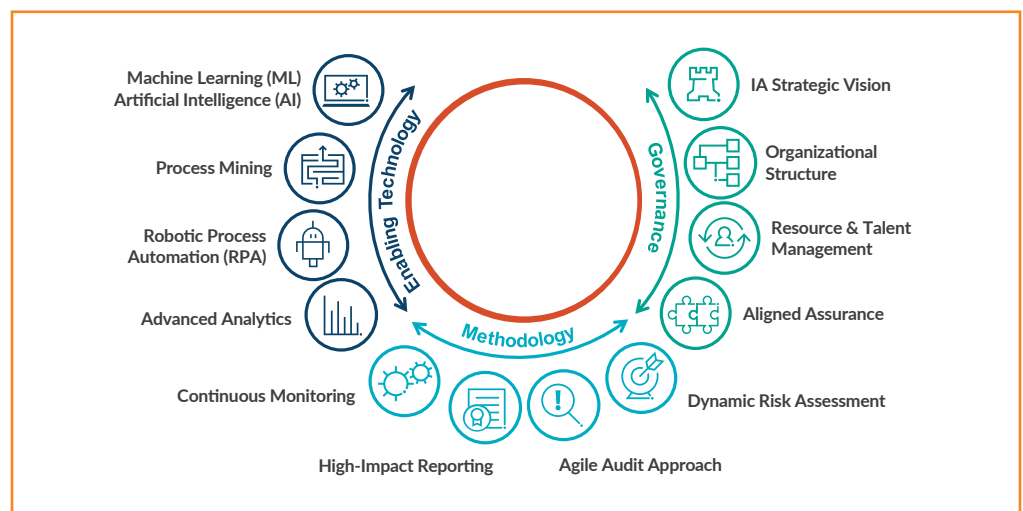 Machine Learning (ML)
Artificial Intelligence (AI)
Process Mining
Robotic Process
Automation (RPA)
Advanced Analytics
Enabling Technology
Governance
IA Strategic Vision
Organizational
Structure
Resource & Talent
Management
Aligned Assurance
Methodology
Continuous Monitoring
High-Impact Reporting
Agile Audit Approach
Dynamic Risk Assessment